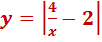 y = |4/x − 2|